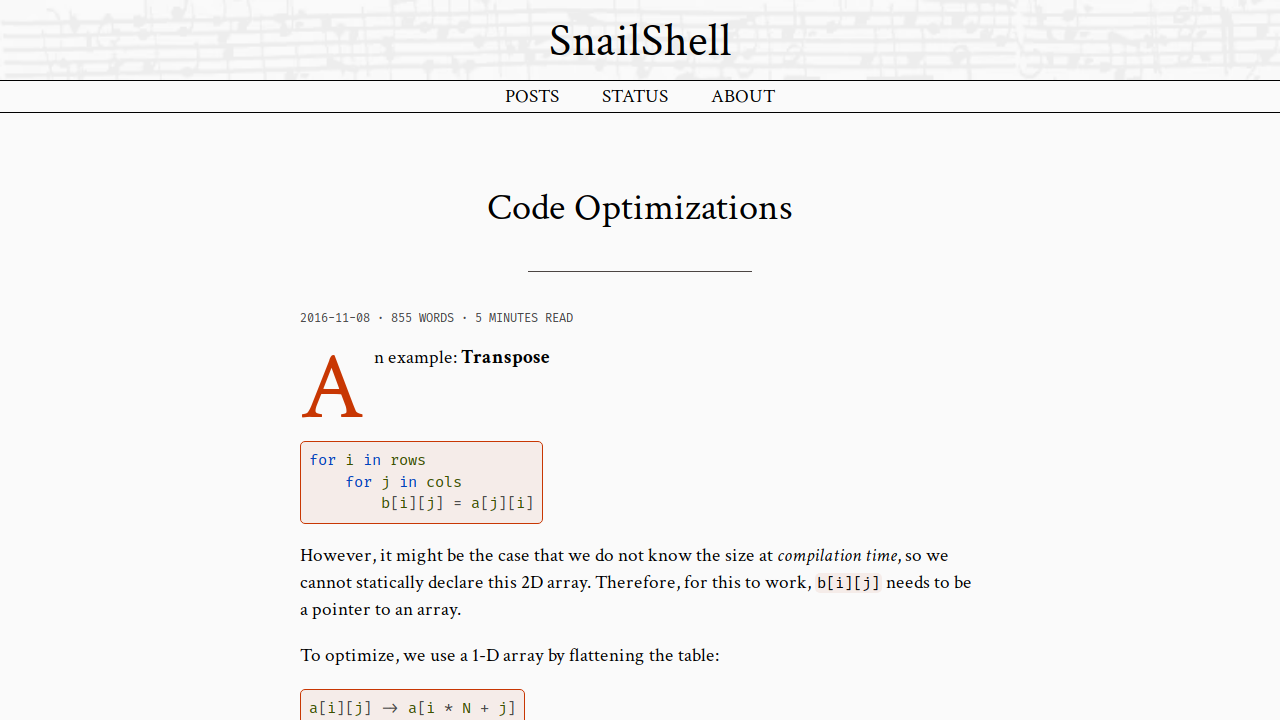 SnailShell
POSTS STATUS ABOUT
Code Optimizations
2016-11-08 · 855 WORDS · 5 MINUTES READ
An example: Transpose
for i in rows
    for j in cols
        b[i][j] = a[j][i]
However, it might be the case that we do not know the size at compilation time, so we
cannot statically declare this 2D array. Therefore, for this to work, b[i][j] needs to be
a pointer to an array.
To optimize, we use a 1-D array by flattening the table:
a[i][j] → a[i * N + j]